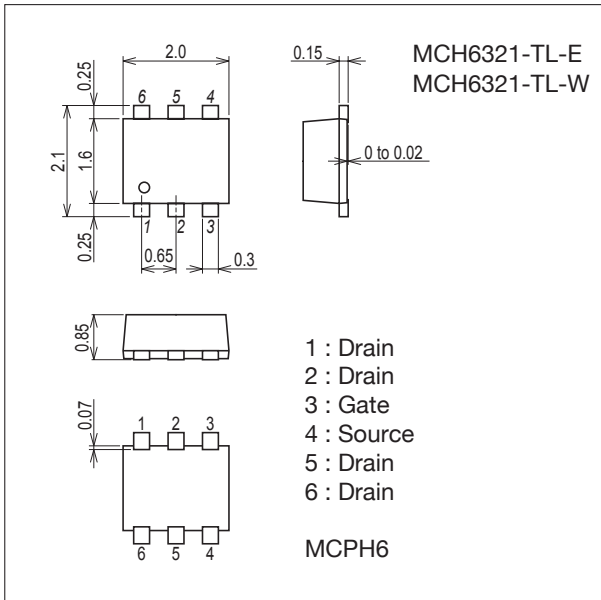 MCH6321-TL-E
MCH6321-TL-W
2.0
0.15
0.25
6 5 4
2.1
1.6
0 to 0.02
1 2 3
0.25
0.65
0.3
0.85
1 : Drain
2 : Drain
3 : Gate
4 : Source
5 : Drain
6 : Drain
0.07
1 2 3
6 5 4
MCPH6